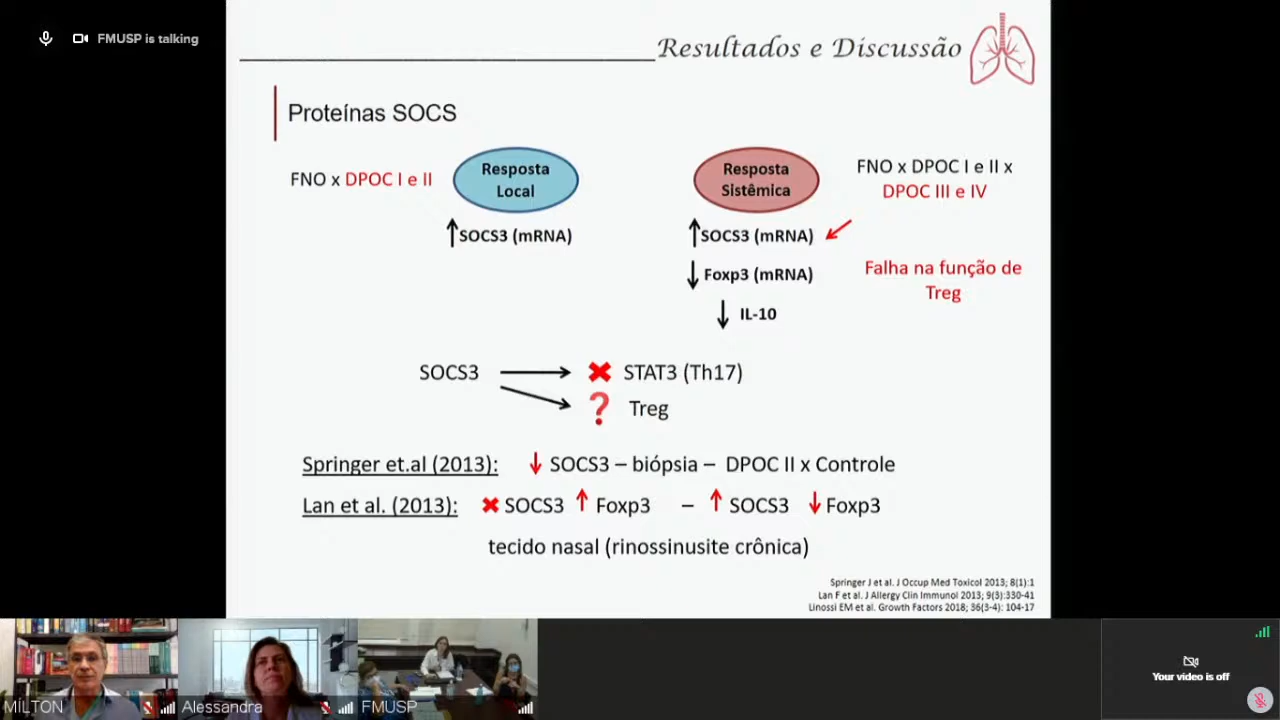 FMUSP is talking
Resultados e Discussão
Proteínas SOCS
FNO x DPOC I e II
Resposta
Local
↑SOCS3 (mRNA)
Resposta
Sistêmica
FNO x DPOC I e II x
DPOC III e IV
↑SOCS3 (mRNA)
↓ Foxp3 (mRNA)
↓ IL-10
Falha na função de
Treg
SOCS3 → ✖ STAT3 (Th17)
→ ❓ Treg
Springer et.al (2013): ↓ SOCS3 – biópsia – DPOC II x Controle
Lan et al. (2013): ✖ SOCS3 ↑ Foxp3 – ↑ SOCS3 ↓ Foxp3
tecido nasal (rinossinusite crônica)
Springer J et al. J Occup Med Toxicol 2013; 8(1):1
Lan F et al. J Allergy Clin Immunol 2013; 9(3):330-41
Linossi EM et al. Growth Factors 2018; 36(3-4): 104-17
MILTON
Alessandra
FMUSP
Your video is off